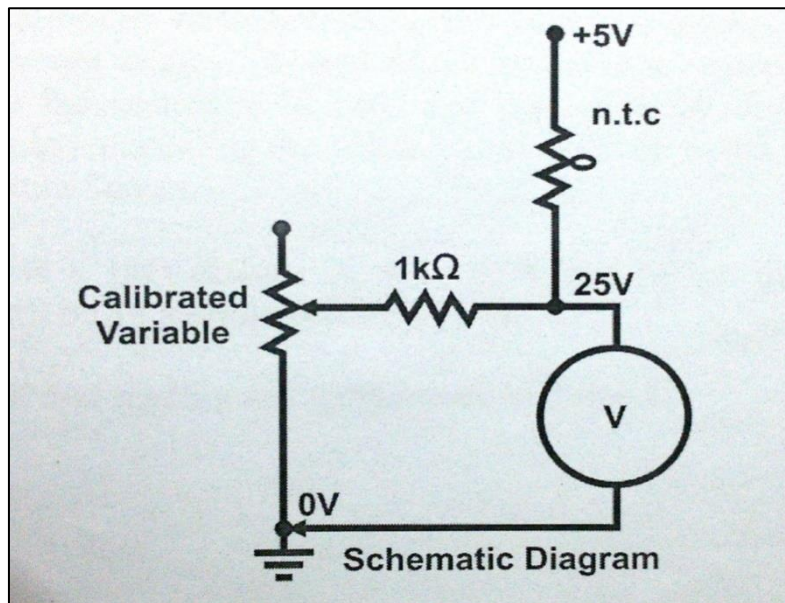 +5V
n.t.c
1kΩ
25V
Calibrated
Variable
V
0V
Schematic Diagram